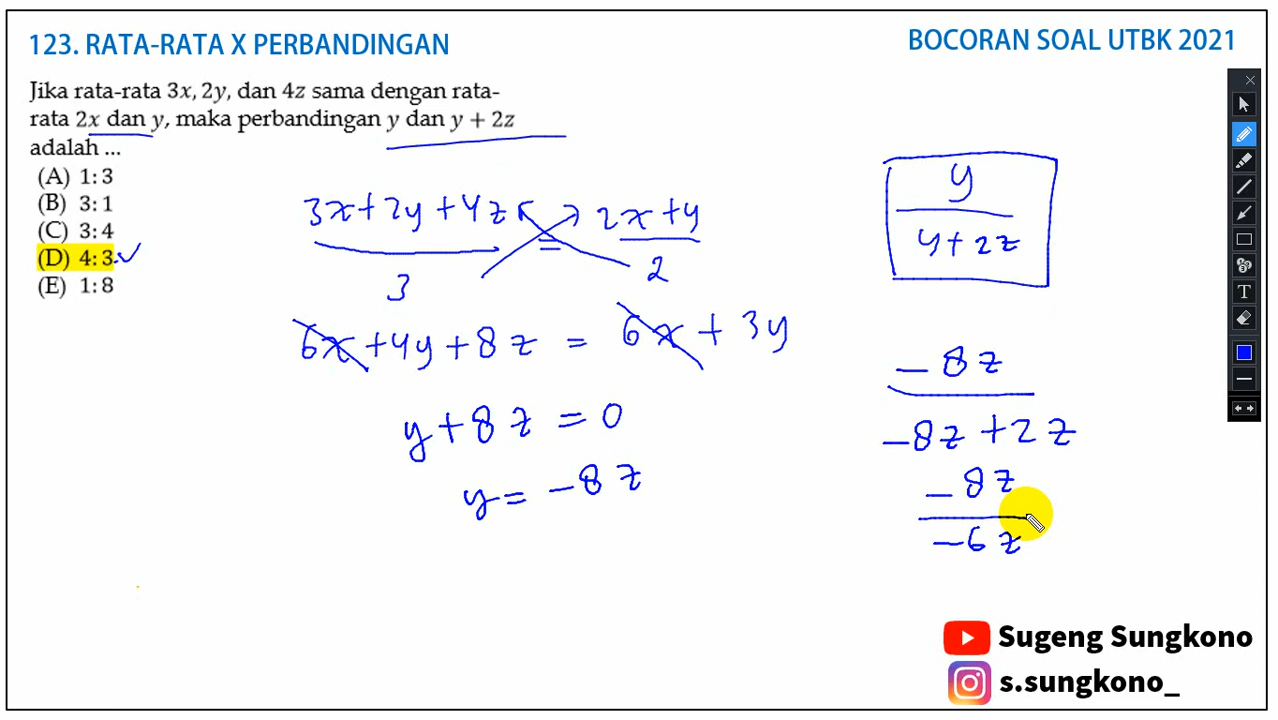 123. RATA-RATA X PERBANDINGAN
BOCORAN SOAL UTBK 2021
Jika rata-rata 3x, 2y, dan 4z sama dengan rata-
rata 2x dan y, maka perbandingan y dan y + 2z
adalah ...
(A) 1:3
(B) 3:1
(C) 3:4
(D) 4:3
(E) 1:8
3x+2y+4z = 2x+y
3 2
6x+4y+8z = 6x+3y
y+8z = 0
y = -8z
y
y+2z
-8z
-8z+2z
-8z
-6z
T
Sugeng Sungkono
s.sungkono_